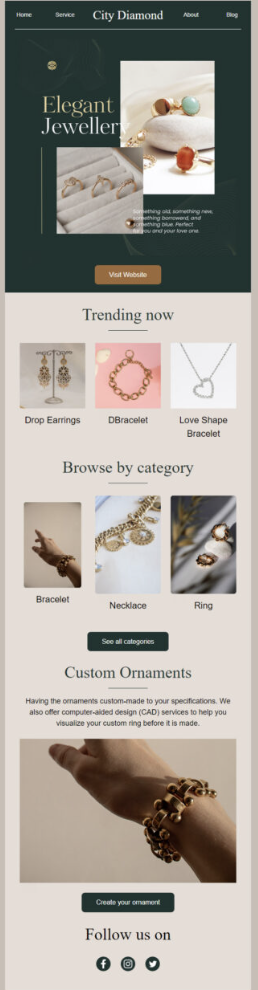 Home Service City Diamond About Blog
Elegant
Jewellery
Something old, something new,
something borrowed, and
something blue. Perfect
for you and your love one.
Visit Website
Trending now
Drop Earrings DBracelet Love Shape
Bracelet
Browse by category
Bracelet Necklace Ring
See all categories
Custom Ornaments
Having the ornaments custom-made to your specifications. We
also offer computer-aided design (CAD) services to help you
visualize your custom ring before it is made.
Create your ornament
Follow us on